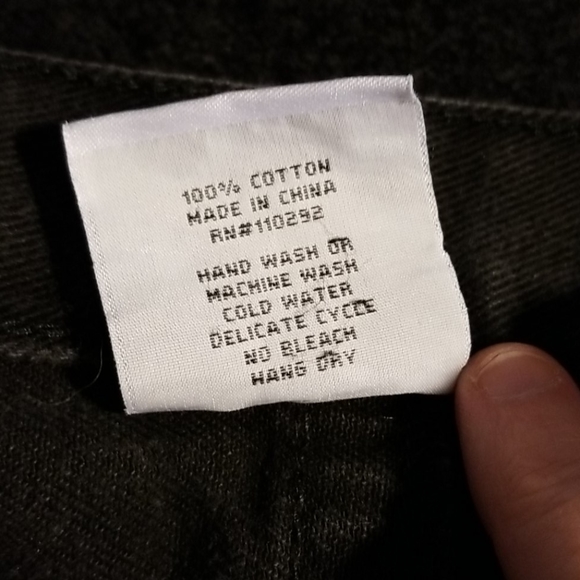 100% COTTON
MADE IN CHINA
RN#110292
HAND WASH OR
MACHINE WASH
COLD WATER
DELICATE CYCLE
NO BLEACH
HANG DRY